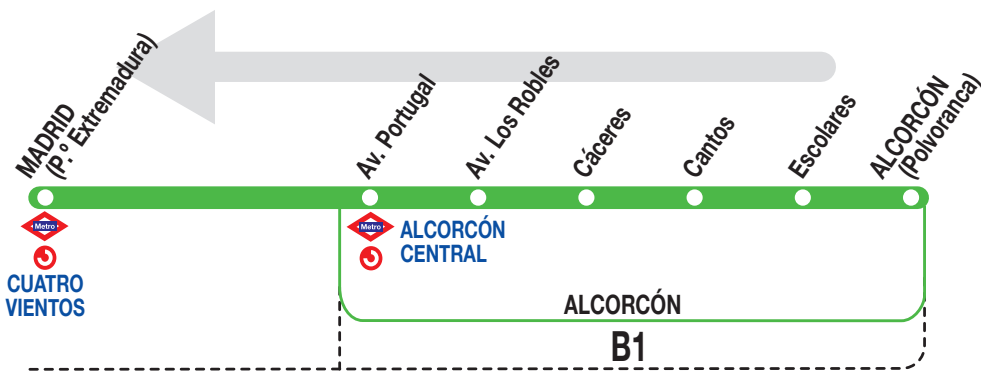 MADRID
(P.º Extremadura)
Av. Portugal
Av. Los Robles
Cáceres
Cantos
Escolares
ALCORCÓN
(Polvoranca)
Metro
CUATRO
VIENTOS
Metro
ALCORCÓN
CENTRAL
ALCORCÓN
B1